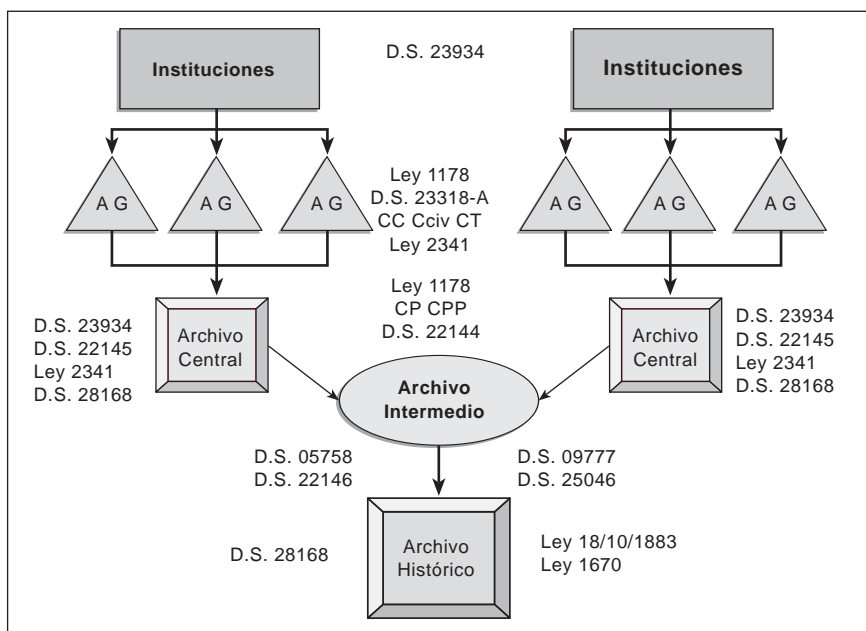 Instituciones
D.S. 23934
Instituciones
A G
A G
A G
Ley 1178
D.S. 23318-A
CC Cciv CT
Ley 2341
A G
A G
A G
Ley 1178
CP CPP
D.S. 22144
D.S. 23934
D.S. 22145
Ley 2341
D.S. 28168
Archivo
Central
Archivo
Central
D.S. 23934
D.S. 22145
Ley 2341
D.S. 28168
Archivo
Intermedio
D.S. 05758
D.S. 22146
D.S. 09777
D.S. 25046
D.S. 28168
Archivo
Histórico
Ley 18/10/1883
Ley 1670